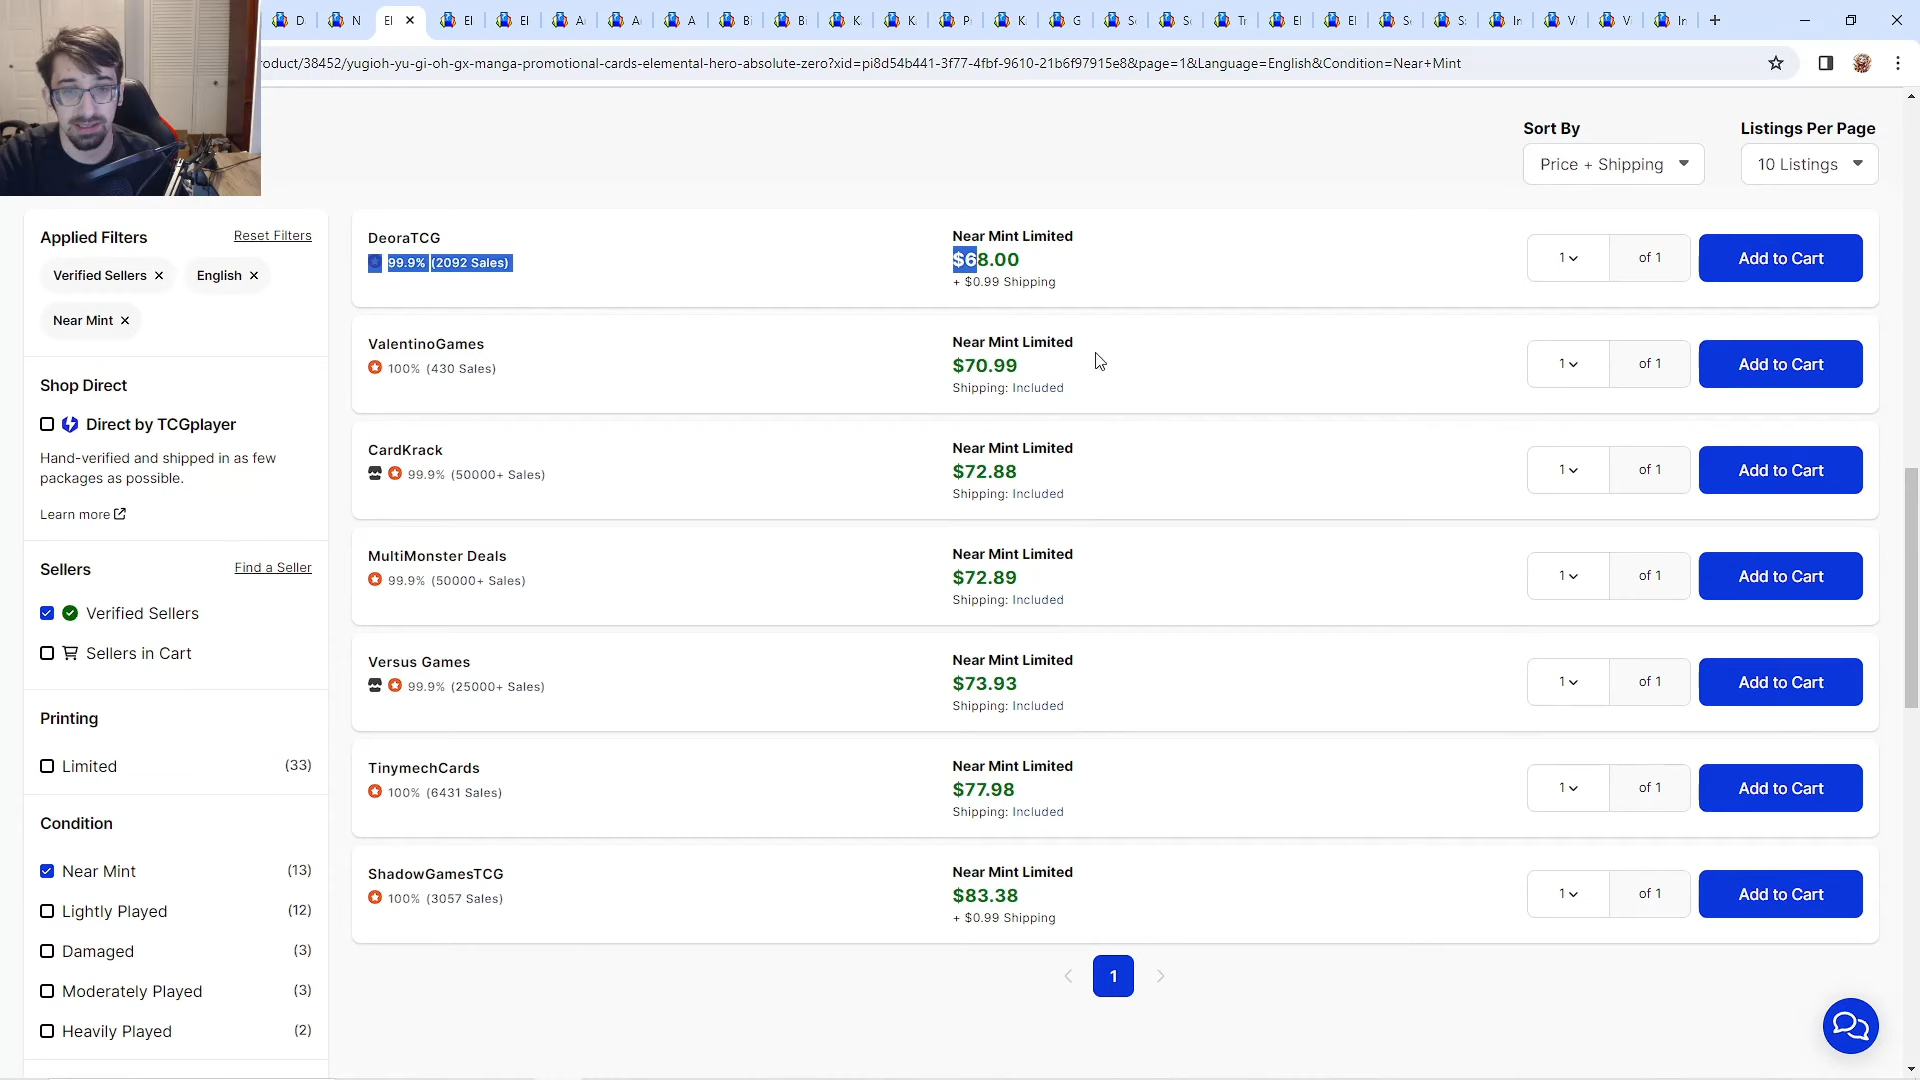 D
N
El
El
El
A
A
A
Bi
Bi
K
K
P
K
G
S
S
Tr
El
El
S
S
In
V
V
In
oduct/38452/yugioh-yu-gi-oh-gx-manga-promotional-cards-elemental-hero-absolute-zero?xid=pi8d54b441-3f77-4fbf-9610-21b6f97915e8&page=1&Language=English&Condition=Near+Mint
Sort By
Listings Per Page
Price + Shipping
10 Listings
Applied Filters
Reset Filters
Verified Sellers
English
Near Mint
Shop Direct
Direct by TCGplayer
Hand-verified and shipped in as few
packages as possible.
Learn more
Sellers
Find a Seller
Verified Sellers
Sellers in Cart
Printing
Limited (33)
Condition
Near Mint (13)
Lightly Played (12)
Damaged (3)
Moderately Played (3)
Heavily Played (2)
DeoraTCG
99.9% (2092 Sales)
Near Mint Limited
$68.00
+ $0.99 Shipping
1 of 1
Add to Cart
ValentinoGames
100% (430 Sales)
Near Mint Limited
$70.99
Shipping: Included
1 of 1
Add to Cart
CardKrack
99.9% (50000+ Sales)
Near Mint Limited
$72.88
Shipping: Included
1 of 1
Add to Cart
MultiMonster Deals
99.9% (50000+ Sales)
Near Mint Limited
$72.89
Shipping: Included
1 of 1
Add to Cart
Versus Games
99.9% (25000+ Sales)
Near Mint Limited
$73.93
Shipping: Included
1 of 1
Add to Cart
TinymechCards
100% (6431 Sales)
Near Mint Limited
$77.98
Shipping: Included
1 of 1
Add to Cart
ShadowGamesTCG
100% (3057 Sales)
Near Mint Limited
$83.38
+ $0.99 Shipping
1 of 1
Add to Cart
1